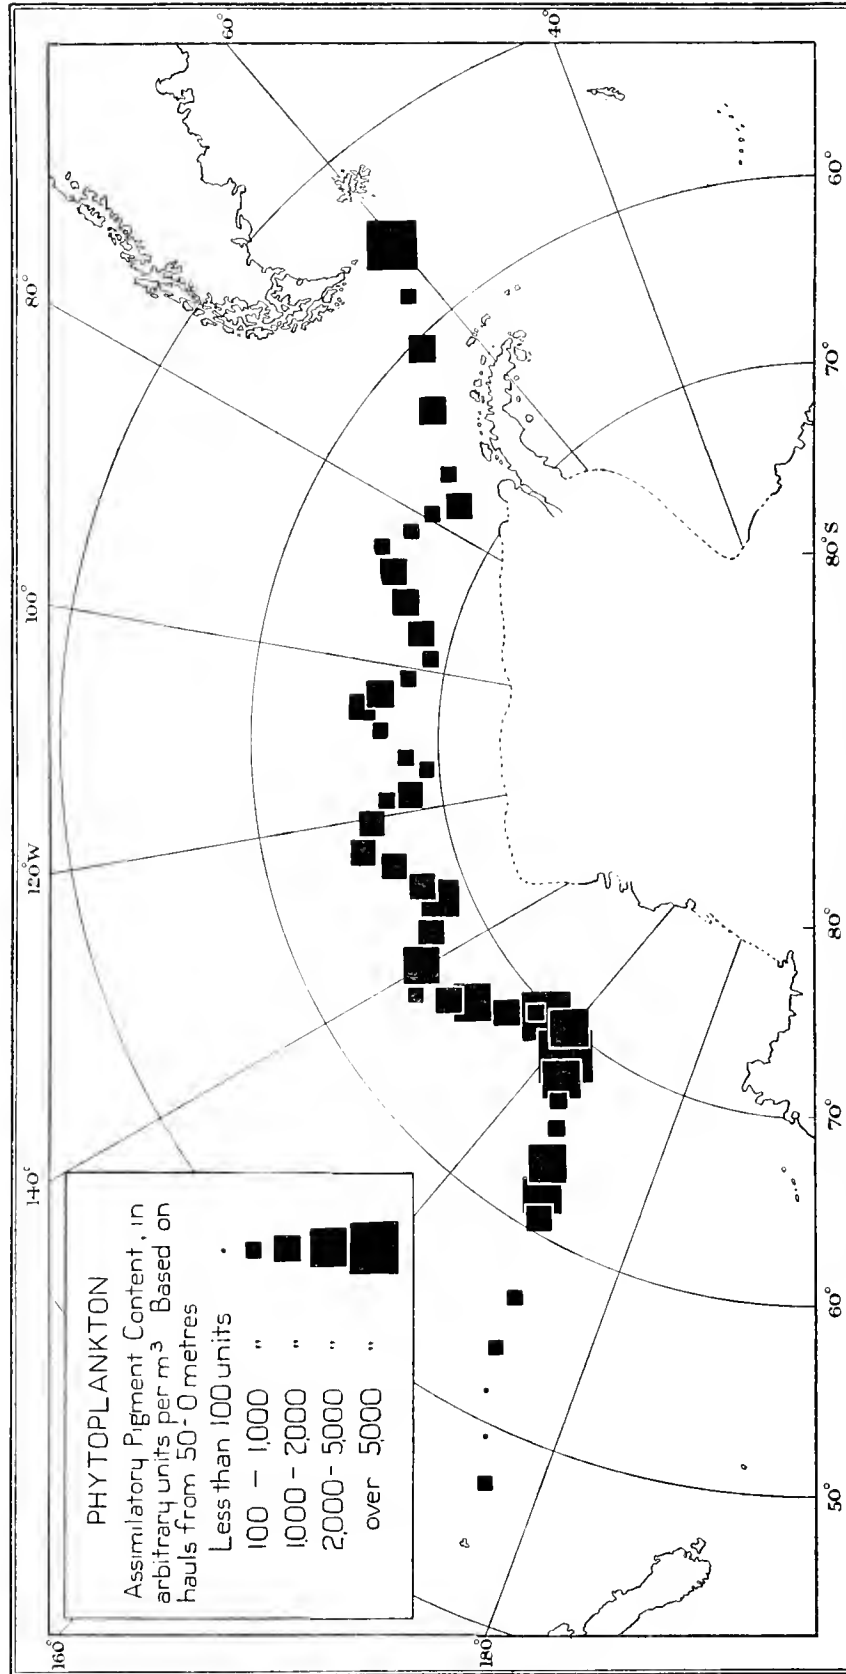 PHYTOPLANKTON
Assimilatory Pigment Content, in
arbitrary units per m³ Based on
hauls from 50-0 metres
Less than 100 units
100 - 1,000 "
1,000 - 2,000 "
2,000 - 5,000 "
over 5,000 "
160°
140°
120°W
100°
80°
60°
40°
180°
50°
60°
70°
80°
80°S
70°
60°